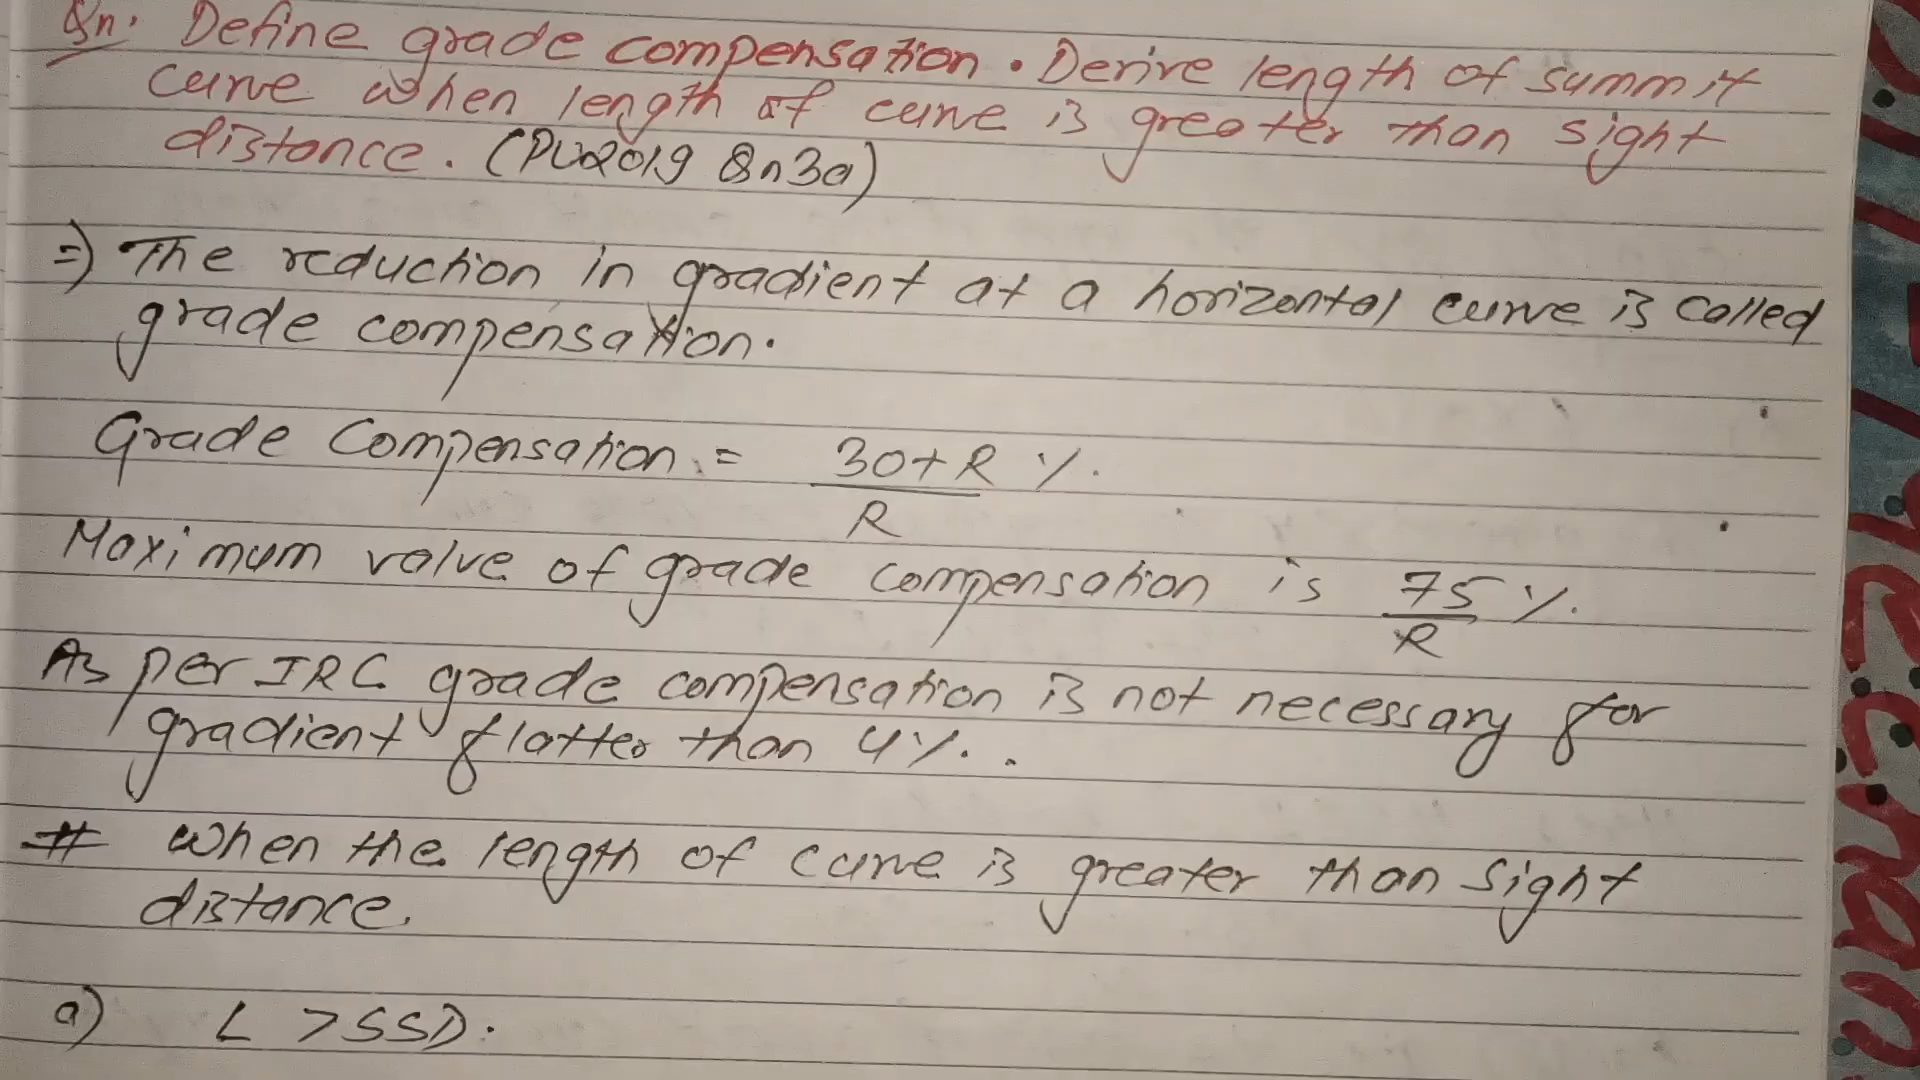 Qn. Define grade compensation. Derive length of summit
curve when length of curve is greater than sight
distance. (PU2019 Qn3a)
=) The reduction in gradient at a horizontal curve is called
grade compensation.
Grade Compensation = 30+R %.
R
Maximum value of grade compensation is 75 %.
R
As per IRC grade compensation is not necessary for
gradient flatter than 4%..
# When the length of curve is greater than sight
distance.
a) L > SSD.